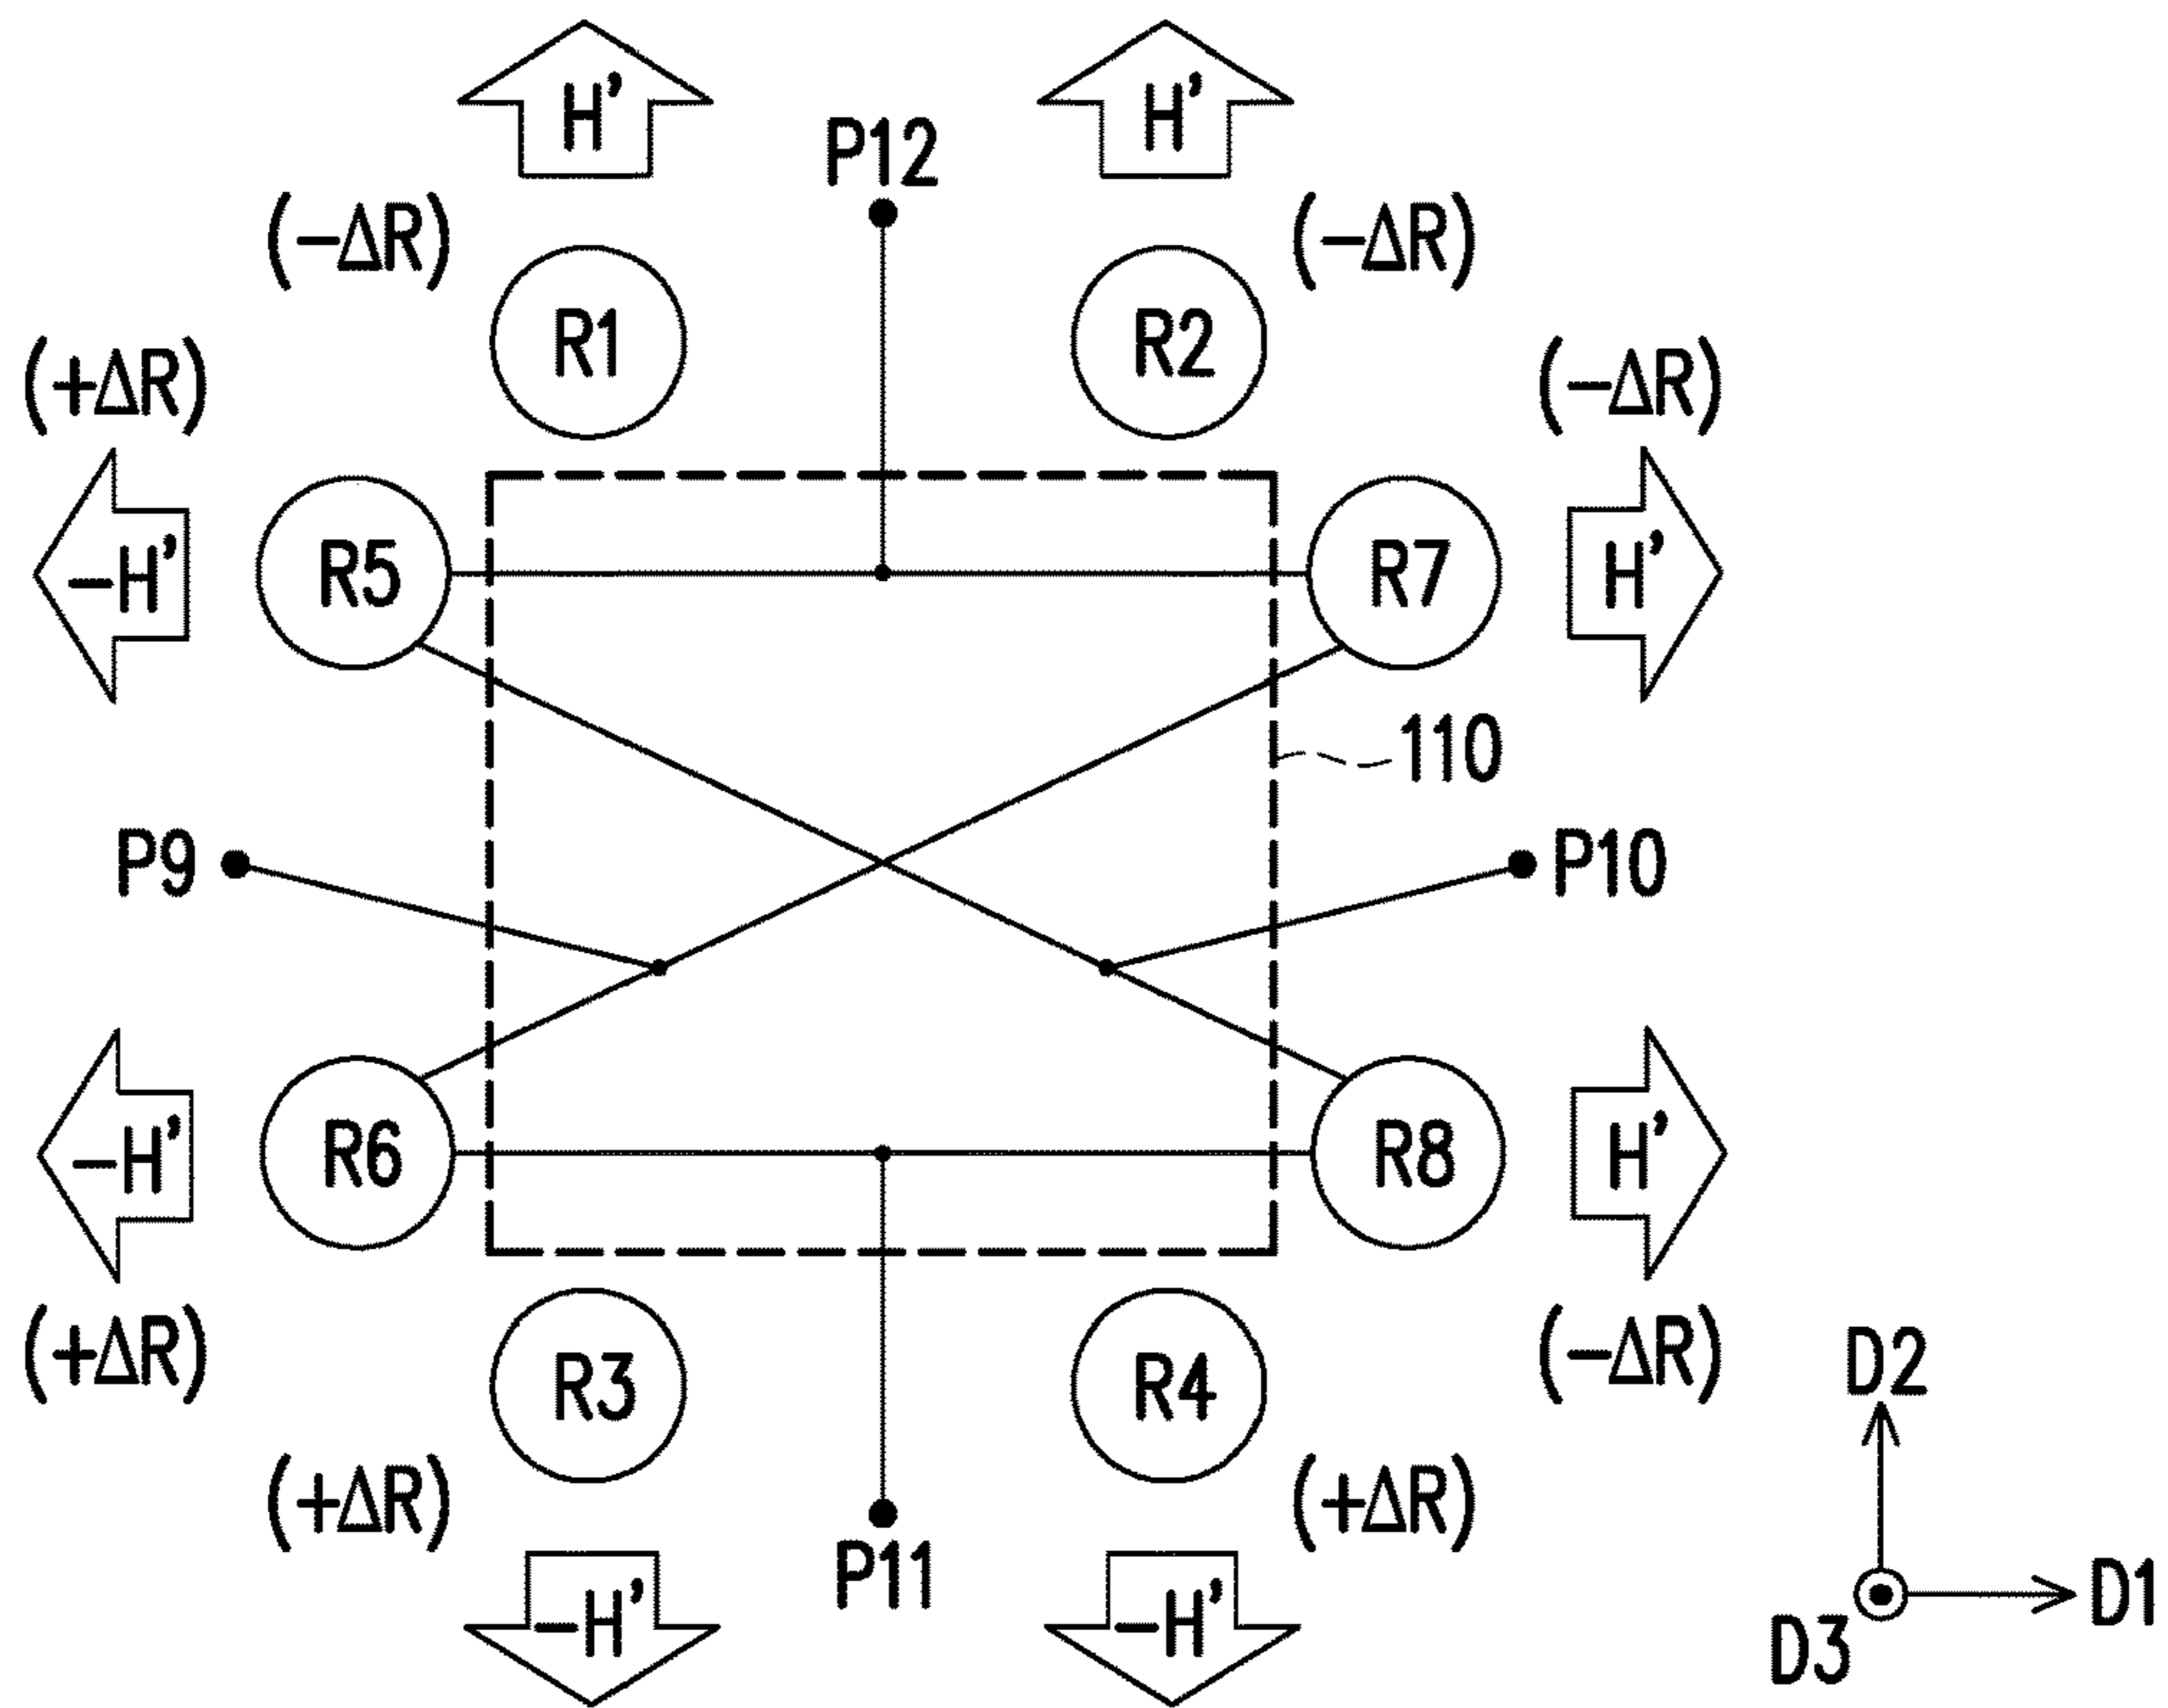 H' H'
P12
(-ΔR) (-ΔR)
R1 R2
(+ΔR) (-ΔR)
-H' R5 R7 H'
110
P9 P10
-H' R6 R8 H'
(+ΔR) (-ΔR)
R3 R4 D2
(+ΔR) (+ΔR)
P11
-H' -H' D1
D3